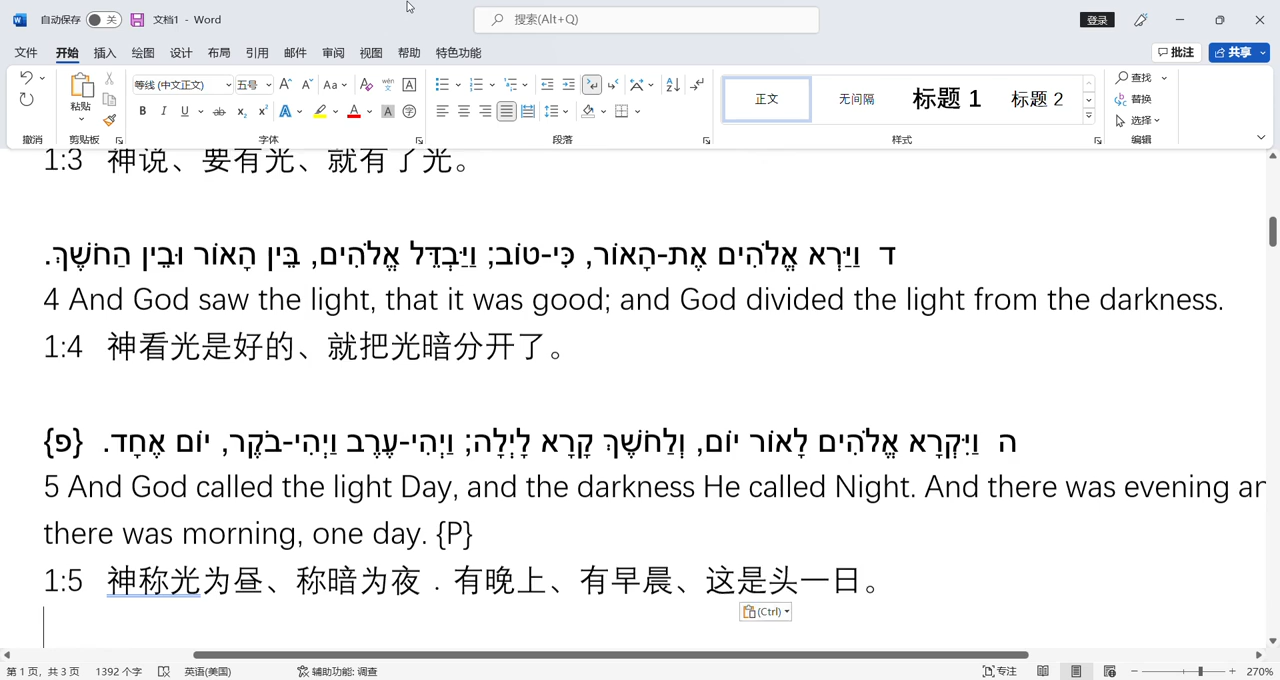 自动保存 关 文档1 - Word
搜索(Alt+Q)
登录
文件 开始 插入 绘图 设计 布局 引用 邮件 审阅 视图 帮助 特色功能
批注 共享
粘贴
等线 (中文正文) 五号 Aa wén A
B I U ab x₂ x² A A A 字
正文 无间隔 标题 1 标题 2
查找
替换
选择
撤消 剪贴板 字体 段落 样式 编辑
1:3 神说、要有光、就有了光。
ד וַיַּרְא אֱלֹהִים אֶת-הָאוֹר, כִּי-טוֹב; וַיַּבְדֵּל אֱלֹהִים, בֵּין הָאוֹר וּבֵין הַחֹשֶׁךְ.
4 And God saw the light, that it was good; and God divided the light from the darkness.
1:4 神看光是好的、就把光暗分开了。
ה וַיִּקְרָא אֱלֹהִים לָאוֹר יוֹם, וְלַחֹשֶׁךְ קָרָא לָיְלָה; וַיְהִי-עֶרֶב וַיְהִי-בֹקֶר, יוֹם אֶחָד. {פ}
5 And God called the light Day, and the darkness He called Night. And there was evening an
there was morning, one day. {P}
1:5 神称光为昼、称暗为夜．有晚上、有早晨、这是头一日。
(Ctrl)
第 1 页，共 3 页 1392 个字 英语(美国) 辅助功能: 调查 专注 270%